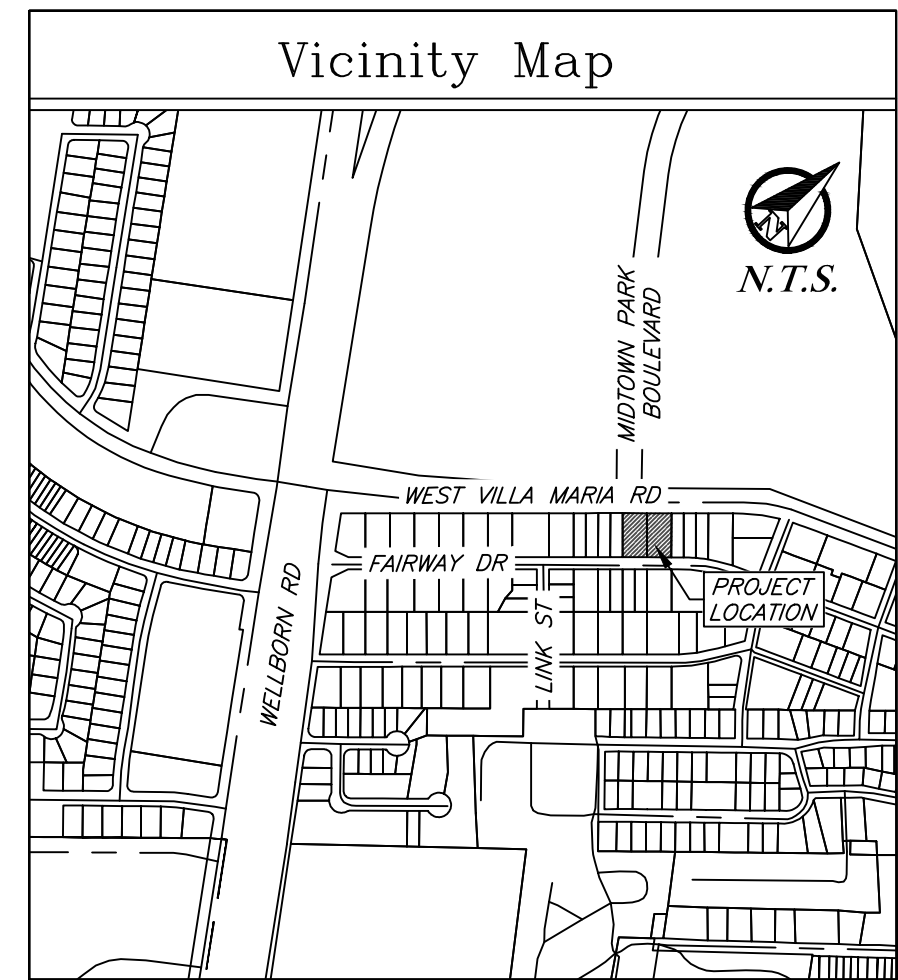 Vicinity Map
N
N.T.S.
MIDTOWN PARK
BOULEVARD
WEST VILLA MARIA RD
FAIRWAY DR
PROJECT
LOCATION
LINK ST
WELLBORN RD